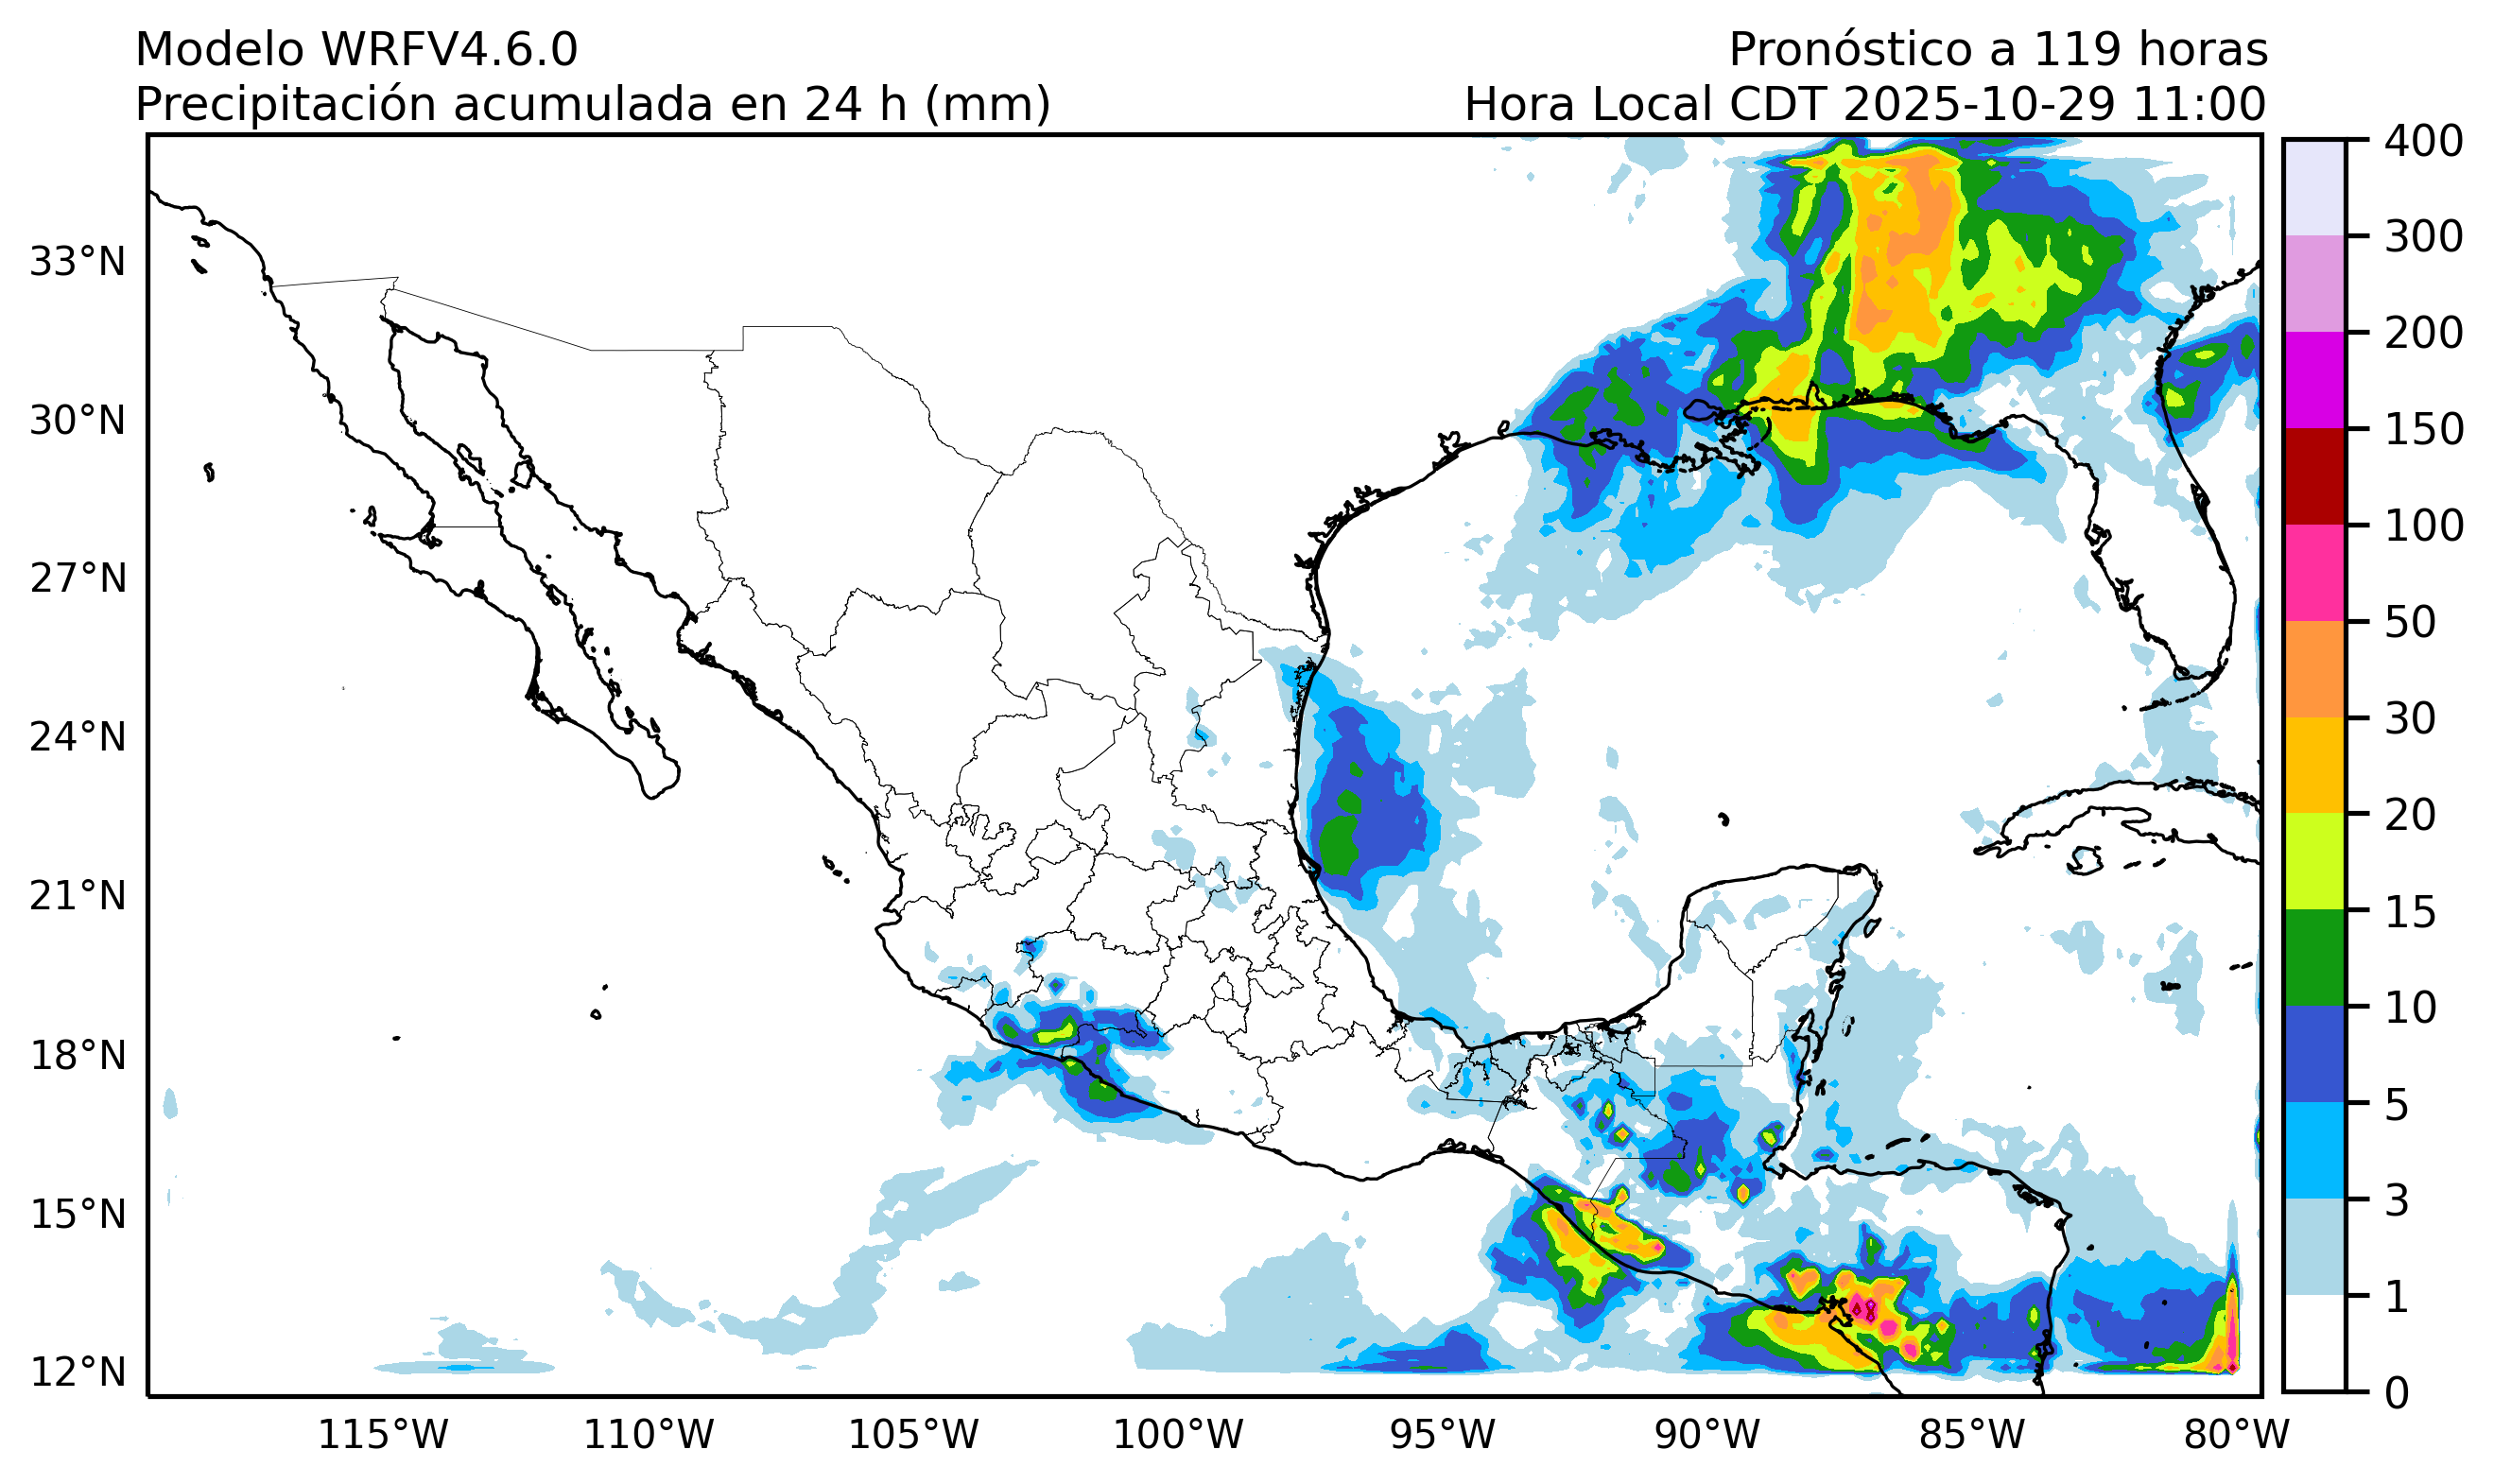 Modelo WRFV4.6.0
Pronóstico a 119 horas
Precipitación acumulada en 24 h (mm)
Hora Local CDT 2025-10-29 11:00
33°N
30°N
27°N
24°N
21°N
18°N
15°N
12°N
115°W
110°W
105°W
100°W
95°W
90°W
85°W
80°W
400
300
200
150
100
50
30
20
15
10
5
3
1
0